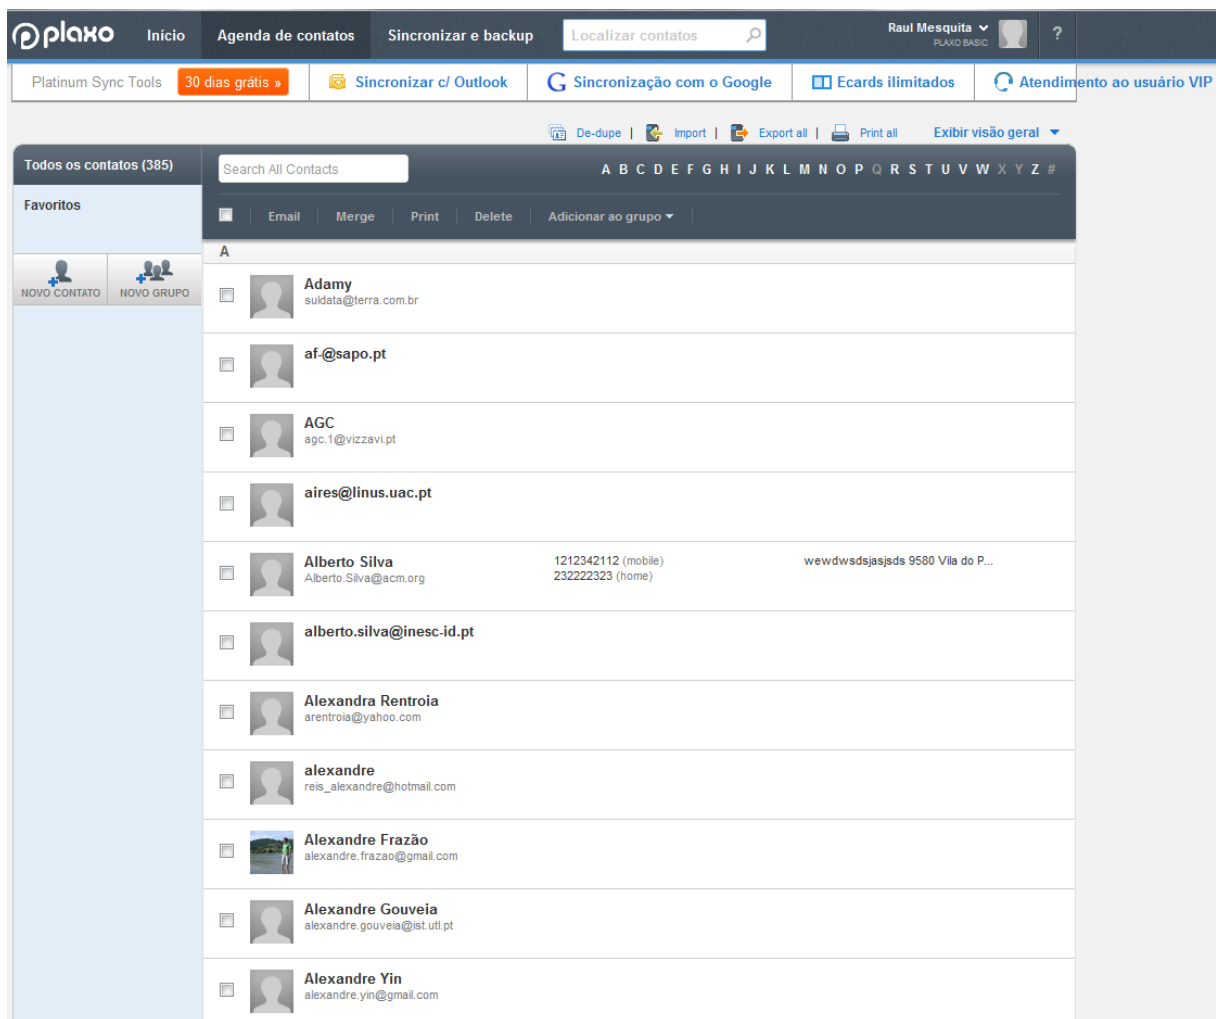 plaxo Início Agenda de contatos Sincronizar e backup Localizar contatos Raul Mesquita ?
PLAXO BASIC
Platinum Sync Tools 30 dias grátis » Sincronizar c/ Outlook G Sincronização com o Google Ecards ilimitados Atendimento ao usuário VIP
De-dupe | Import | Export all | Print all Exibir visão geral
Todos os contatos (385) Search All Contacts A B C D E F G H I J K L M N O P Q R S T U V W X Y Z #
Favoritos Email Merge Print Delete Adicionar ao grupo
NOVO CONTATO NOVO GRUPO
A
Adamy
suldata@terra.com.br
af-@sapo.pt
AGC
agc.1@vizzavi.pt
aires@linus.uac.pt
Alberto Silva 1212342112 (mobile) wewdwsdsjasjsds 9580 Vila do P...
Alberto.Silva@acm.org 232222323 (home)
alberto.silva@inesc-id.pt
Alexandra Rentroia
arentroia@yahoo.com
alexandre
reis_alexandre@hotmail.com
Alexandre Frazão
alexandre.frazao@gmail.com
Alexandre Gouveia
alexandre.gouveia@ist.utl.pt
Alexandre Yin
alexandre.yin@gmail.com